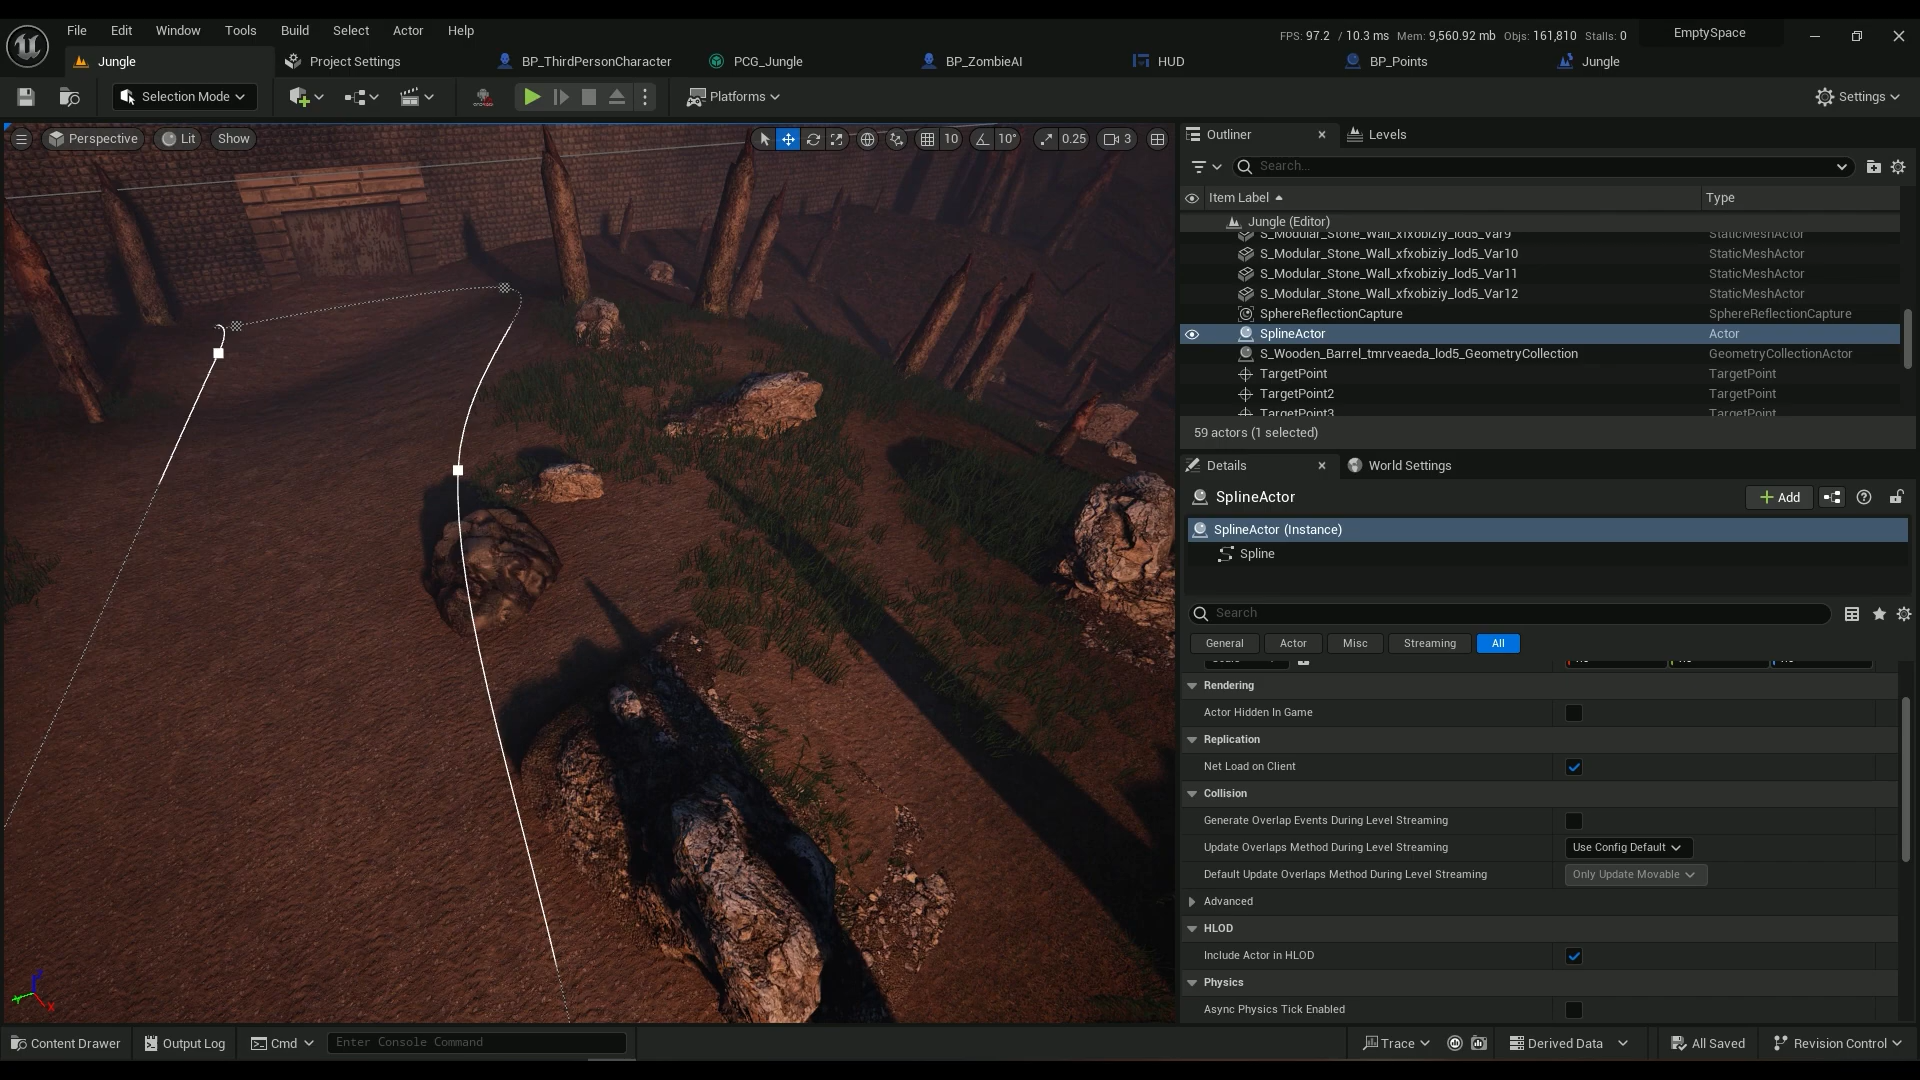 File Edit Window Tools Build Select Actor Help
FPS: 97.2 / 10.3 ms Mem: 9,560.92 mb Objs: 161,810 Stalls: 0
EmptySpace
Jungle
Project Settings
BP_ThirdPersonCharacter
PCG_Jungle
BP_ZombieAI
HUD
BP_Points
Jungle
Selection Mode
Platforms
Settings
Perspective
Lit
Show
10
10°
0.25
3
Outliner
Levels
Search...
Item Label
Type
Jungle (Editor)
S_Modular_Stone_Wall_xfxobiziy_lod5_Var9 StaticMeshActor
S_Modular_Stone_Wall_xfxobiziy_lod5_Var10 StaticMeshActor
S_Modular_Stone_Wall_xfxobiziy_lod5_Var11 StaticMeshActor
S_Modular_Stone_Wall_xfxobiziy_lod5_Var12 StaticMeshActor
SphereReflectionCapture SphereReflectionCapture
SplineActor Actor
S_Wooden_Barrel_tmrveaeda_lod5_GeometryCollection GeometryCollectionActor
TargetPoint TargetPoint
TargetPoint2 TargetPoint
TargetPoint3 TargetPoint
59 actors (1 selected)
Details
World Settings
SplineActor
Add
SplineActor (Instance)
Spline
Search
General
Actor
Misc
Streaming
All
Rendering
Actor Hidden In Game
Replication
Net Load on Client
Collision
Generate Overlap Events During Level Streaming
Update Overlaps Method During Level Streaming Use Config Default
Default Update Overlaps Method During Level Streaming Only Update Movable
Advanced
HLOD
Include Actor in HLOD
Physics
Async Physics Tick Enabled
Content Drawer
Output Log
Cmd
Enter Console Command
Trace
Derived Data
All Saved
Revision Control